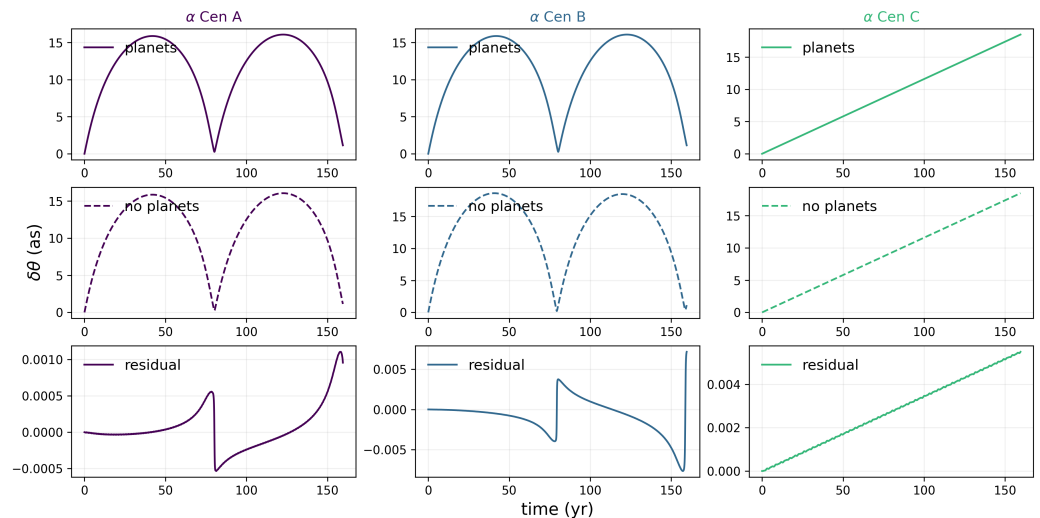 α Cen A
α Cen B
α Cen C
planets
planets
planets
15
10
5
0
15
10
5
0
15
10
5
0
0 50 100 150
0 50 100 150
0 50 100 150
δθ (as)
no planets
no planets
no planets
15
10
5
0
15
10
5
0
15
10
5
0
0 50 100 150
0 50 100 150
0 50 100 150
residual
residual
residual
0.0010
0.0005
0.0000
−0.0005
0.005
0.000
−0.005
0.004
0.002
0.000
0 50 100 150
0 50 100 150
0 50 100 150
time (yr)